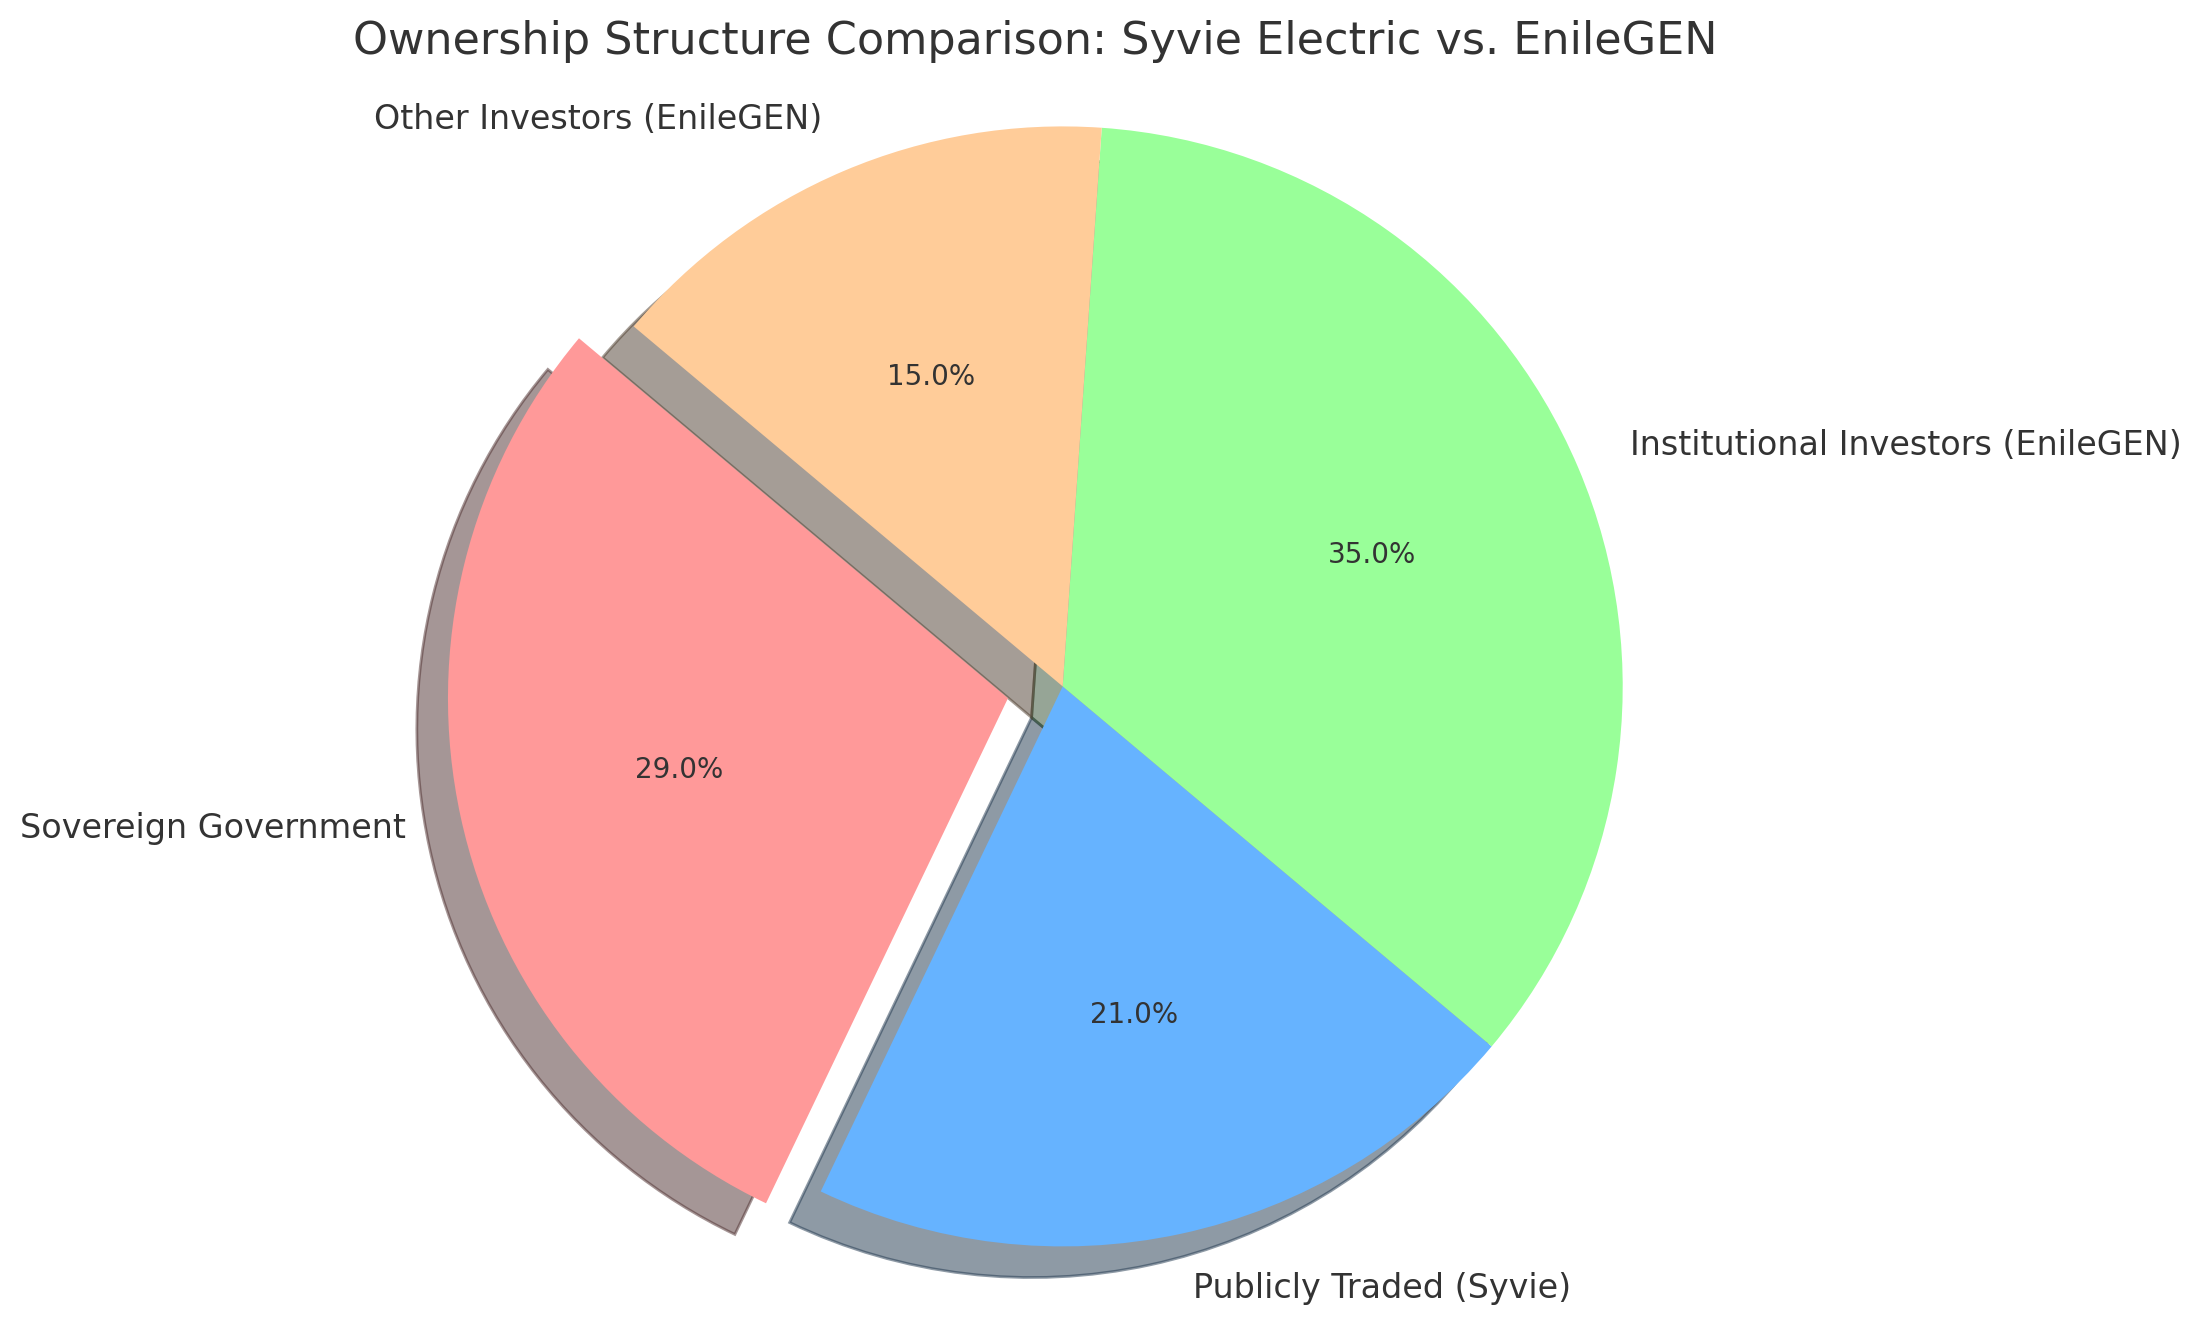 Ownership Structure Comparison: Syvie Electric vs. EnileGEN
Other Investors (EnileGEN)
15.0%
Institutional Investors (EnileGEN)
35.0%
29.0%
Sovereign Government
21.0%
Publicly Traded (Syvie)